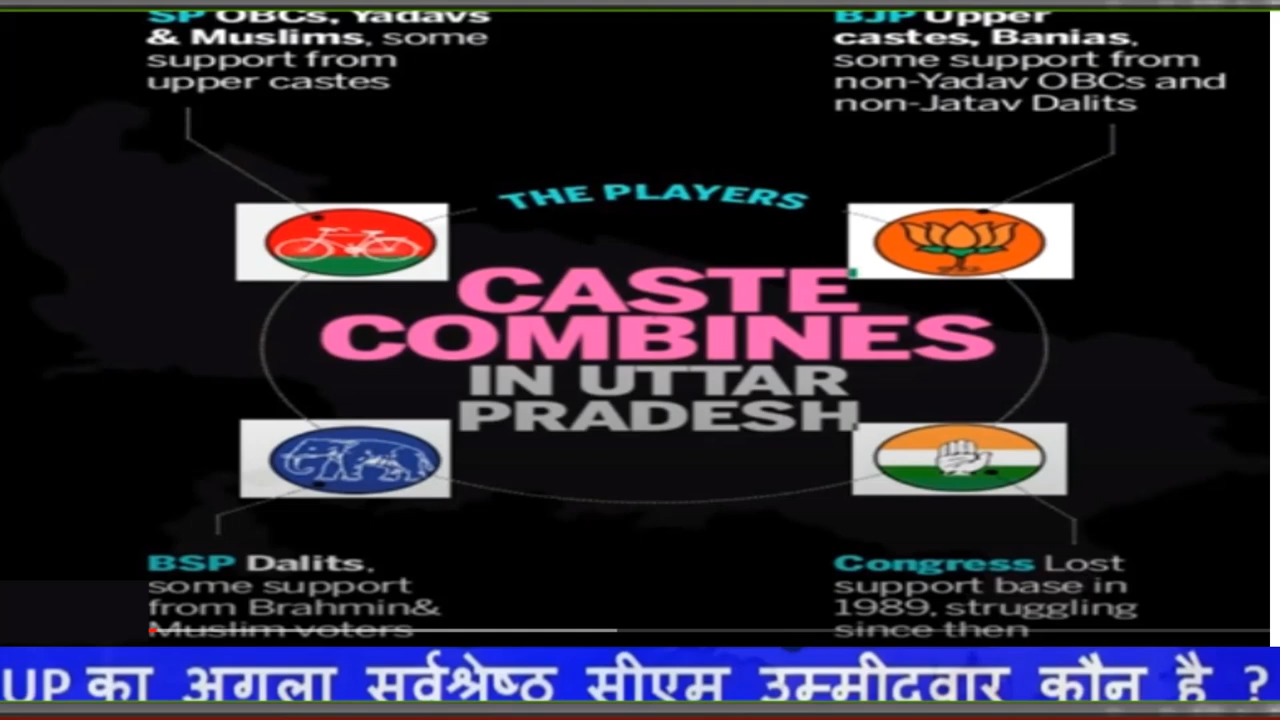 SP OBCs, Yadavs
& Muslims, some
support from
upper castes
BJP Upper
castes, Banias,
some support from
non-Yadav OBCs and
non-Jatav Dalits
THE PLAYERS
CASTE
COMBINES
IN UTTAR
PRADESH
BSP Dalits,
some support
from Brahmin&
Muslim voters
Congress Lost
support base in
1989, struggling
since then
UP का अगला सर्वश्रेष्ठ सीएम उम्मीदवार कौन है ?